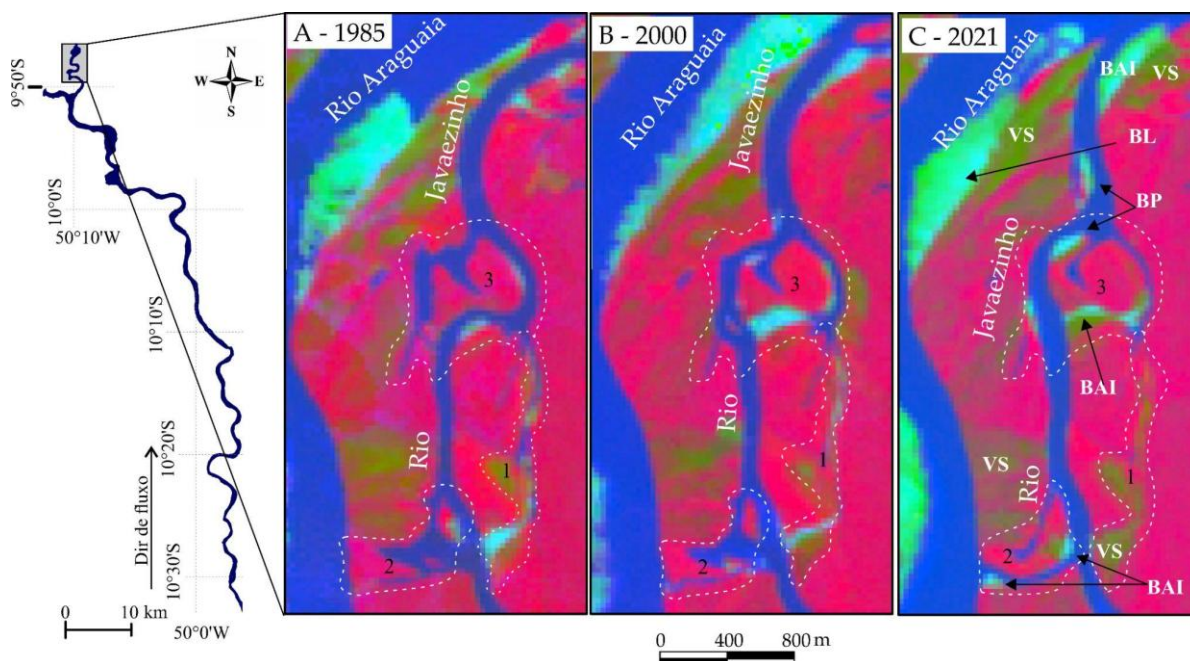 9°50'S
10°0'S
50°10'W
10°10'S
10°20'S
10°30'S
50°0'W
Dir de fluxo
0 10 km
N
W E
S
A - 1985
Rio Araguaia
Javaezinho
3
Rio
1
2
B - 2000
Rio Araguaia
Javaezinho
3
Rio
1
2
C - 2021
Rio Araguaia
BAI
VS
VS
BL
BP
Javaezinho
3
BAI
VS
Rio
1
2
VS
BAI
0 400 800 m